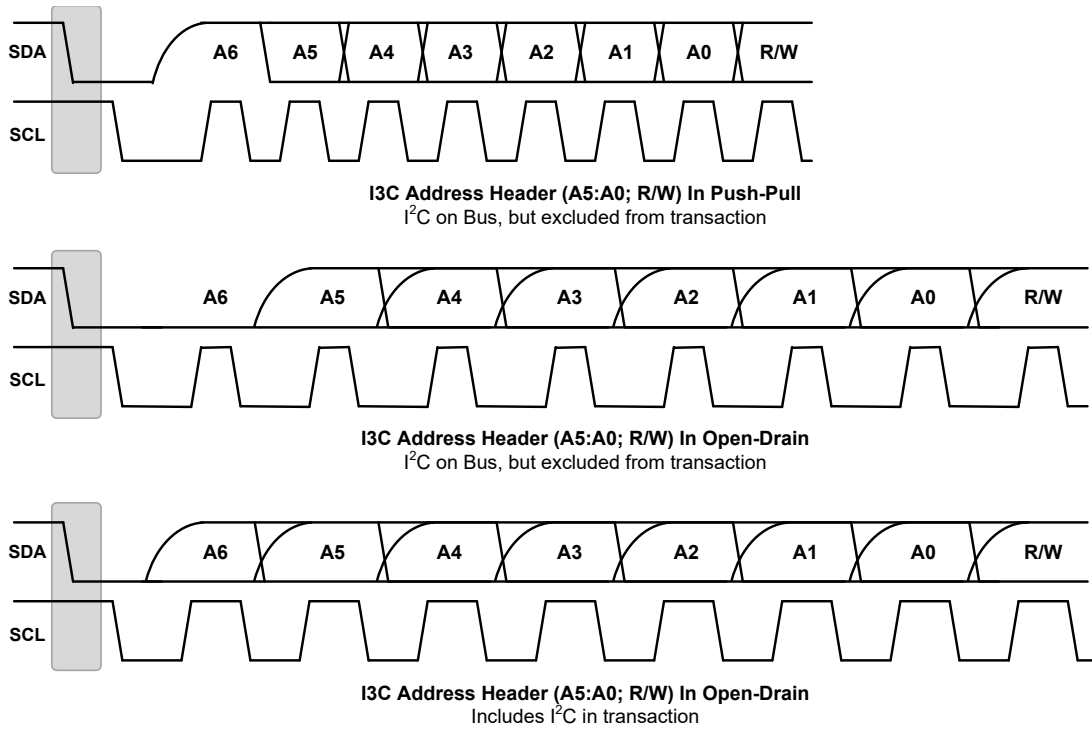 SDA A6 A5 A4 A3 A2 A1 A0 R/W
SCL
I3C Address Header (A5:A0; R/W) In Push-Pull
I²C on Bus, but excluded from transaction
SDA A6 A5 A4 A3 A2 A1 A0 R/W
SCL
I3C Address Header (A5:A0; R/W) In Open-Drain
I²C on Bus, but excluded from transaction
SDA A6 A5 A4 A3 A2 A1 A0 R/W
SCL
I3C Address Header (A5:A0; R/W) In Open-Drain
Includes I²C in transaction